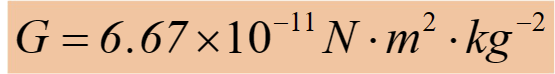 G = 6.67×10⁻¹¹ N·m²·kg⁻²